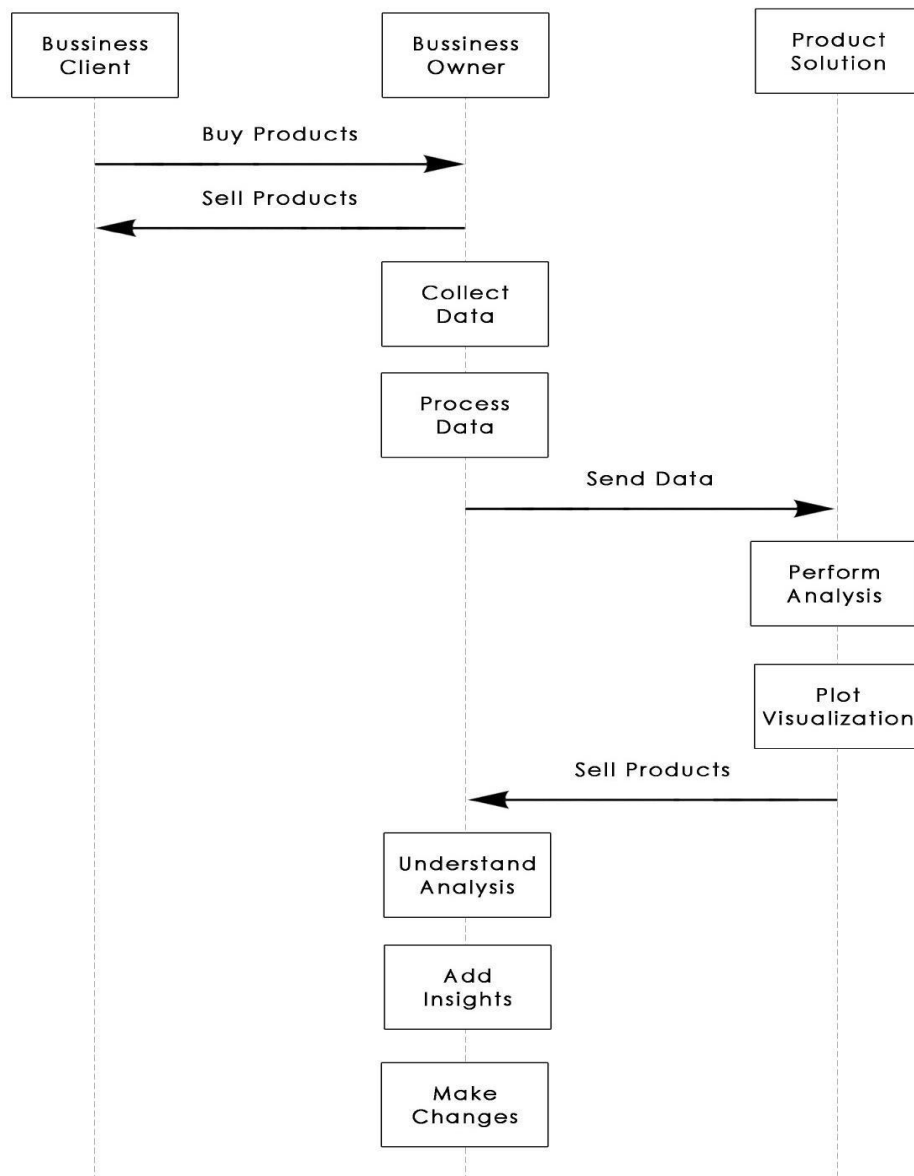 Bussiness
Client
Bussiness
Owner
Product
Solution
Buy Products
Sell Products
Collect
Data
Process
Data
Send Data
Perform
Analysis
Plot
Visualization
Sell Products
Understand
Analysis
Add
Insights
Make
Changes